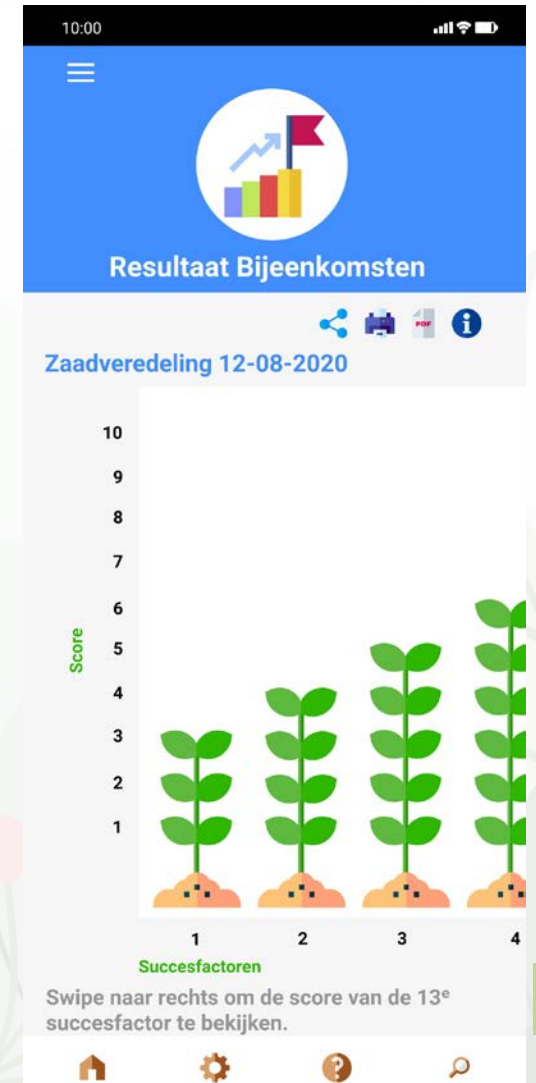 10:00
Resultaat Bijeenkomsten
PDF
Zaadveredeling 12-08-2020
10
9
8
7
6
5
4
3
2
1
Score
1 2 3 4
Succesfactoren
Swipe naar rechts om de score van de 13e
succesfactor te bekijken.